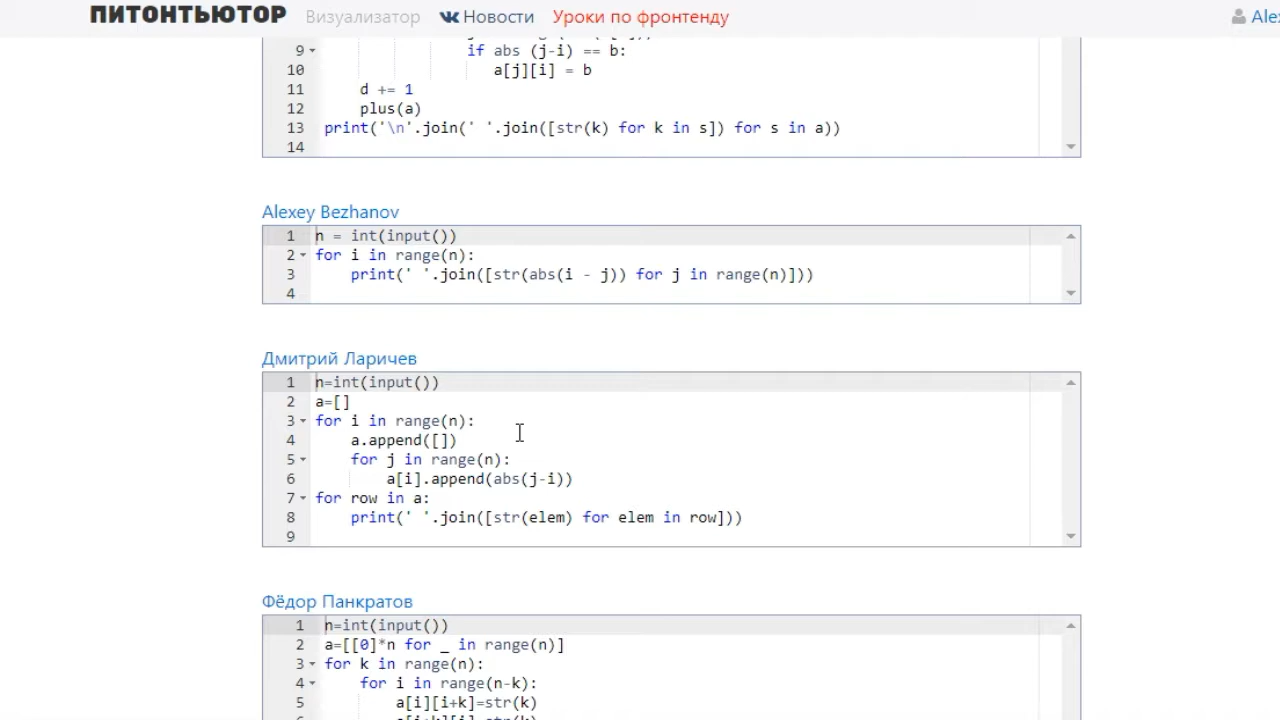 ПИТОНТЬЮТОР Визуализатор Новости Уроки по фронтенду Alex
9 if abs (j-i) == b:
10 a[j][i] = b
11 d += 1
12 plus(a)
13 print('\n'.join(' '.join([str(k) for k in s]) for s in a))
14
Alexey Bezhanov
1 n = int(input())
2 for i in range(n):
3 print(' '.join([str(abs(i - j)) for j in range(n)]))
4
Дмитрий Ларичев
1 n=int(input())
2 a=[]
3 for i in range(n):
4 a.append([])
5 for j in range(n):
6 a[i].append(abs(j-i))
7 for row in a:
8 print(' '.join([str(elem) for elem in row]))
9
Фёдор Панкратов
1 n=int(input())
2 a=[[0]*n for _ in range(n)]
3 for k in range(n):
4 for i in range(n-k):
5 a[i][i+k]=str(k)